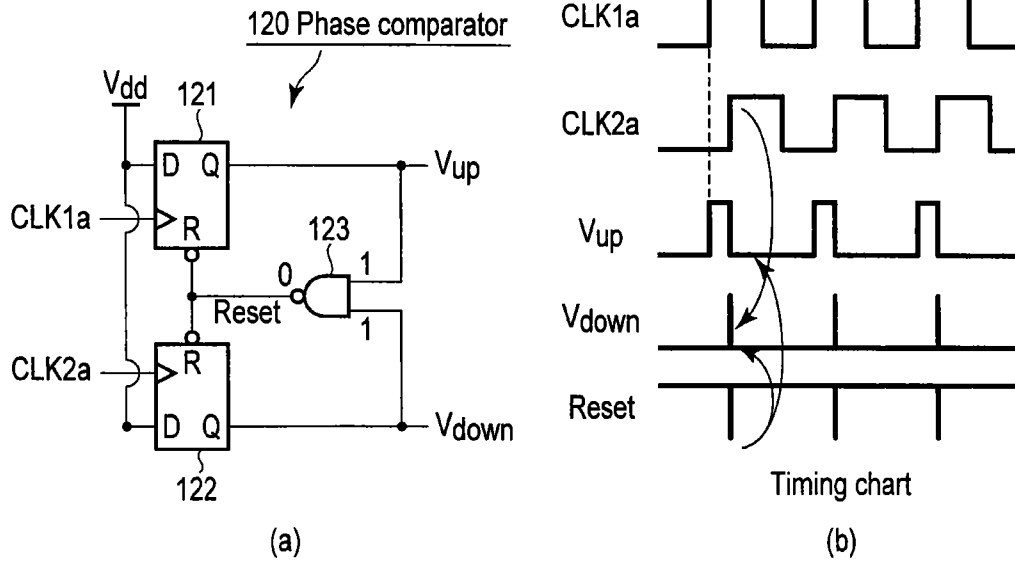 120 Phase comparator
Vdd
121
D Q
Vup
CLK1a
R
123
0
1
Reset
1
R
CLK2a
D Q
Vdown
122
(a)
CLK1a
CLK2a
Vup
Vdown
Reset
Timing chart
(b)